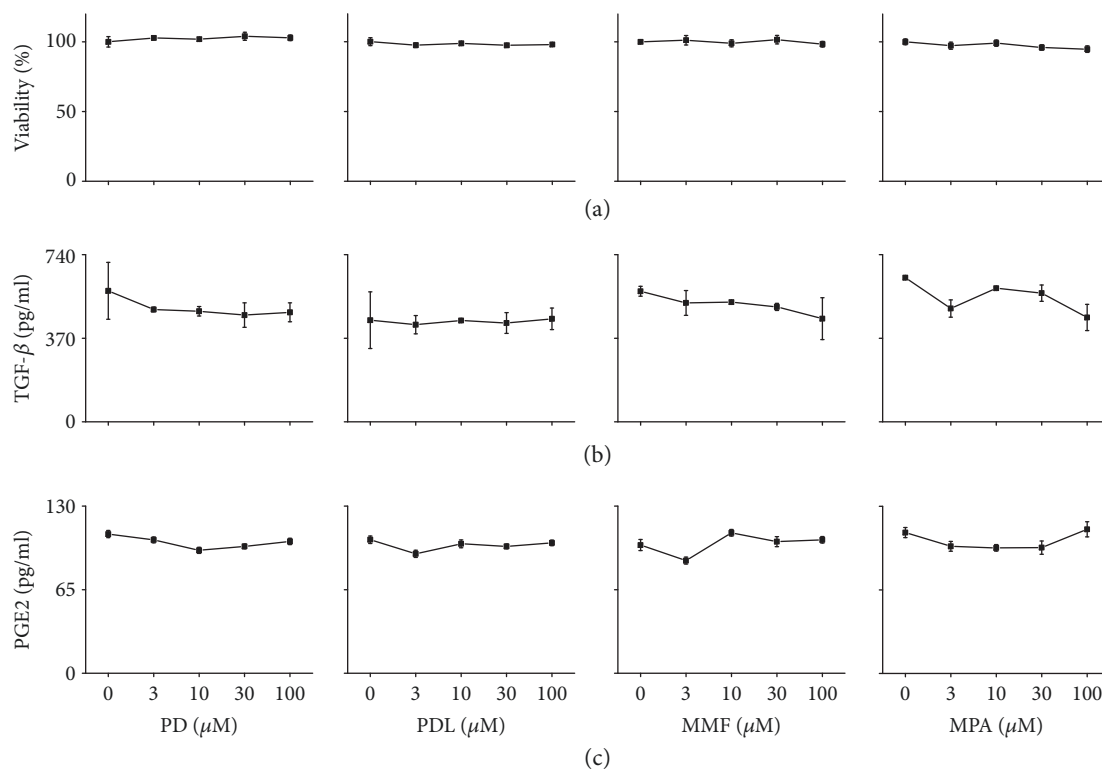 Viability (%)
100
50
0
(a)
TGF-β (pg/ml)
740
370
0
(b)
PGE2 (pg/ml)
130
65
0
0 3 10 30 100
PD (μM)
0 3 10 30 100
PDL (μM)
0 3 10 30 100
MMF (μM)
0 3 10 30 100
MPA (μM)
(c)